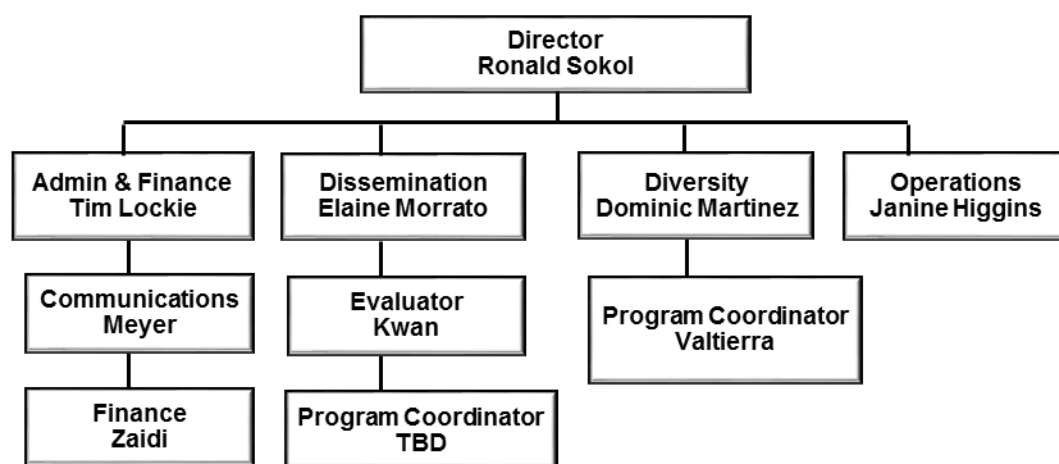 Director
Ronald Sokol
Admin & Finance
Tim Lockie
Dissemination
Elaine Morrato
Diversity
Dominic Martinez
Operations
Janine Higgins
Communications
Meyer
Evaluator
Kwan
Program Coordinator
Valtierra
Finance
Zaidi
Program Coordinator
TBD